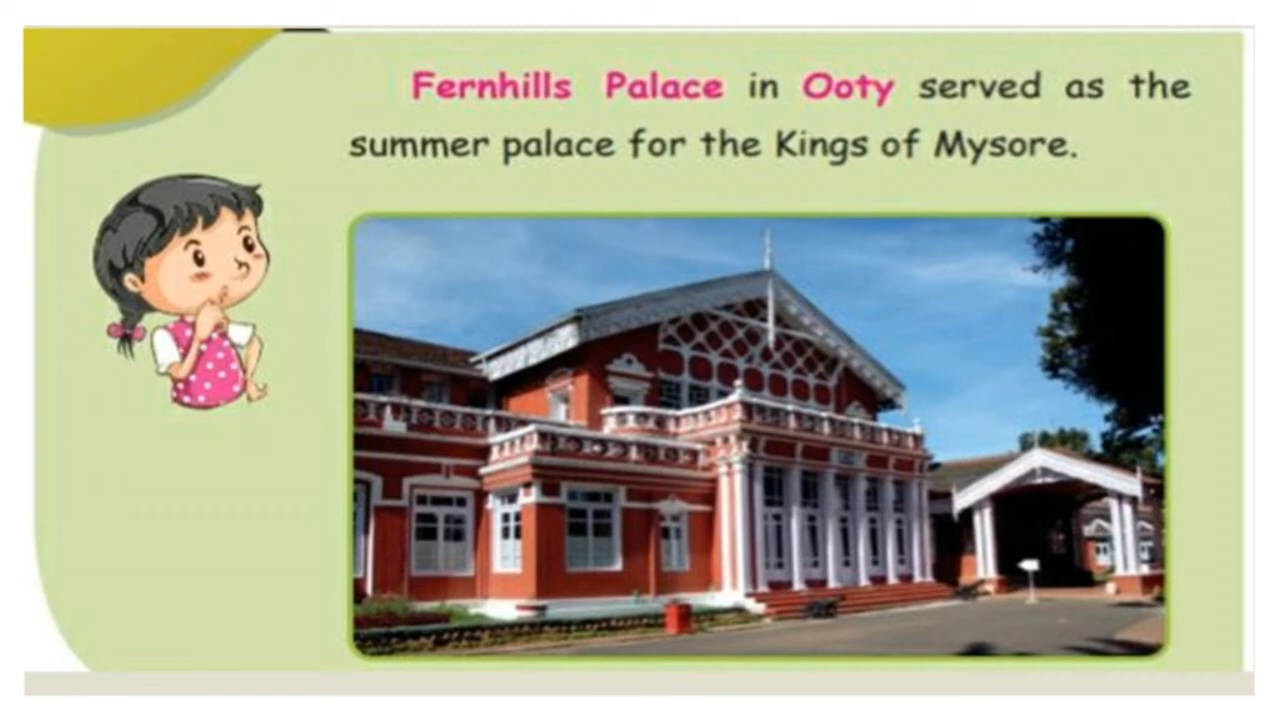 Fernhills Palace in Ooty served as the
summer palace for the Kings of Mysore.